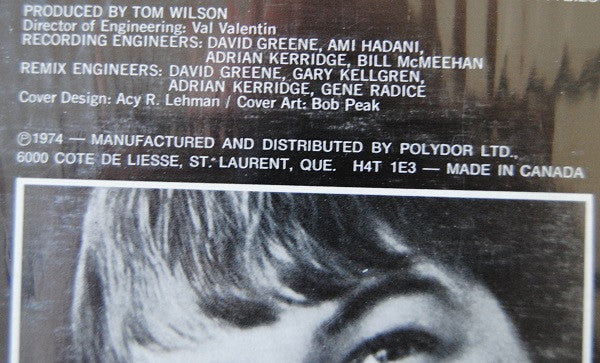 PRODUCED BY TOM WILSON
Director of Engineering: Val Valentin
RECORDING ENGINEERS: DAVID GREENE, AMI HADANI,
ADRIAN KERRIDGE, BILL McMEEHAN
REMIX ENGINEERS: DAVID GREENE, GARY KELLGREN,
ADRIAN KERRIDGE, GENE RADICE
Cover Design: Acy R. Lehman / Cover Art: Bob Peak
℗1974 — MANUFACTURED AND DISTRIBUTED BY POLYDOR LTD.,
6000 COTE DE LIESSE, ST. LAURENT, QUE. H4T 1E3 — MADE IN CANADA